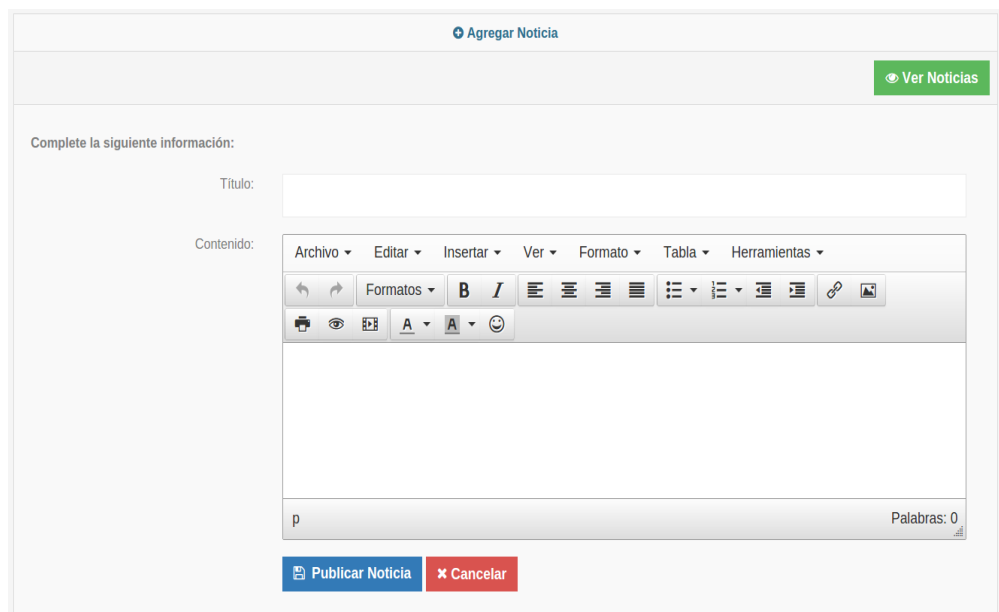 Agregar Noticia
Ver Noticias
Complete la siguiente información:
Título:
Contenido:
Archivo Editar Insertar Ver Formato Tabla Herramientas
Formatos B I
A A
p Palabras: 0
Publicar Noticia Cancelar